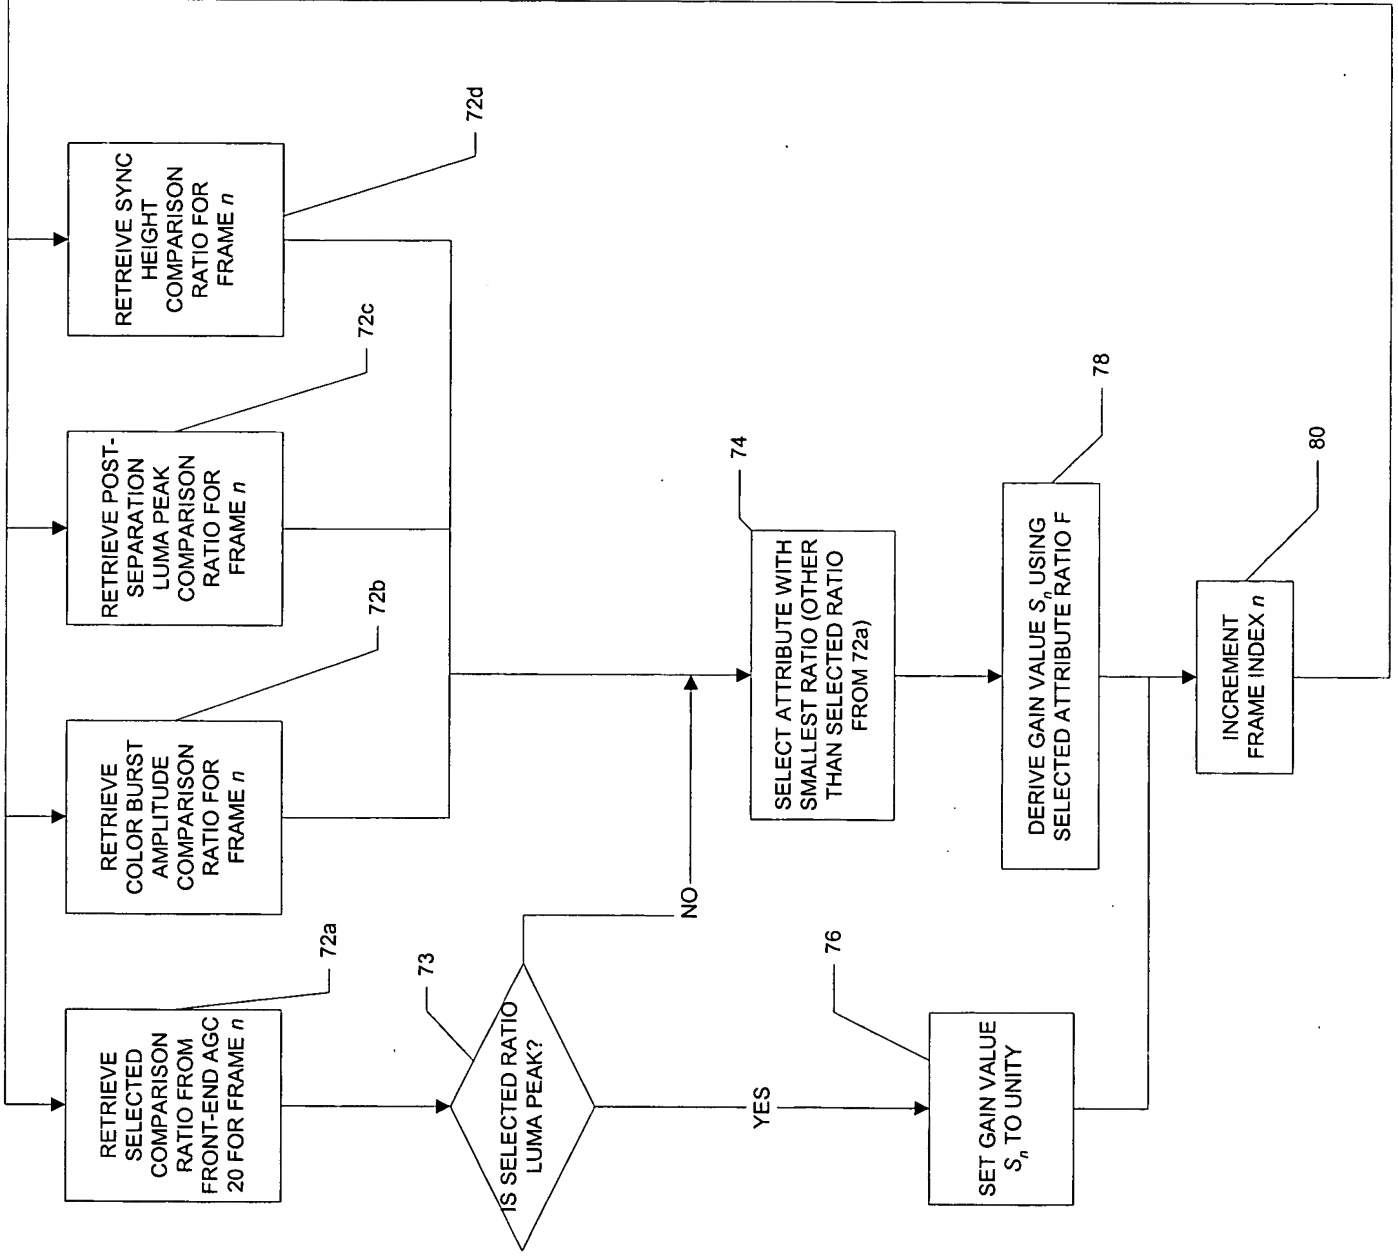 RETRIEVE
SELECTED
COMPARISON
RATIO FROM
FRONT-END AGC
20 FOR FRAME n
72a
RETRIEVE
COLOR BURST
AMPLITUDE
COMPARISON
RATIO FOR
FRAME n
72b
RETRIEVE POST-
SEPARATION
LUMA PEAK
COMPARISON
RATIO FOR
FRAME n
72c
RETREIVE SYNC
HEIGHT
COMPARISON
RATIO FOR
FRAME n
72d
73
IS SELECTED RATIO
LUMA PEAK?
NO
YES
74
SELECT ATTRIBUTE WITH
SMALLEST RATIO (OTHER
THAN SELECTED RATIO
FROM 72a)
76
SET GAIN VALUE
Sn TO UNITY
78
DERIVE GAIN VALUE Sn USING
SELECTED ATTRIBUTE RATIO F
80
INCREMENT
FRAME INDEX n